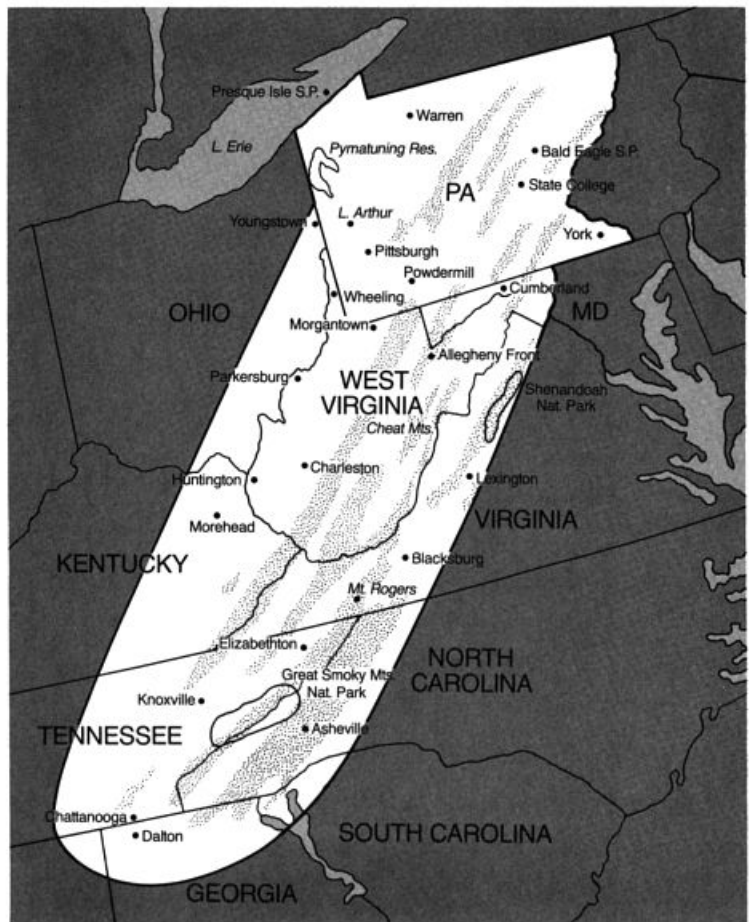 Presque Isle S.P.
Warren
L. Erie
Pymatuning Res.
Bald Eagle S.P.
PA
State College
L. Arthur
Youngstown
York
Pittsburgh
Powdermill
Cumberland
Wheeling
OHIO
MD
Morgantown
Allegheny Front
Parkersburg
WEST
VIRGINIA
Shenandoah
Nat. Park
Cheat Mts.
Charleston
Huntington
Lexington
Morehead
VIRGINIA
KENTUCKY
Blacksburg
Mt. Rogers
Elizabethton
Great Smoky Mts.
Nat. Park
NORTH
CAROLINA
Knoxville
TENNESSEE
Asheville
Chattanooga
Dalton
SOUTH CAROLINA
GEORGIA